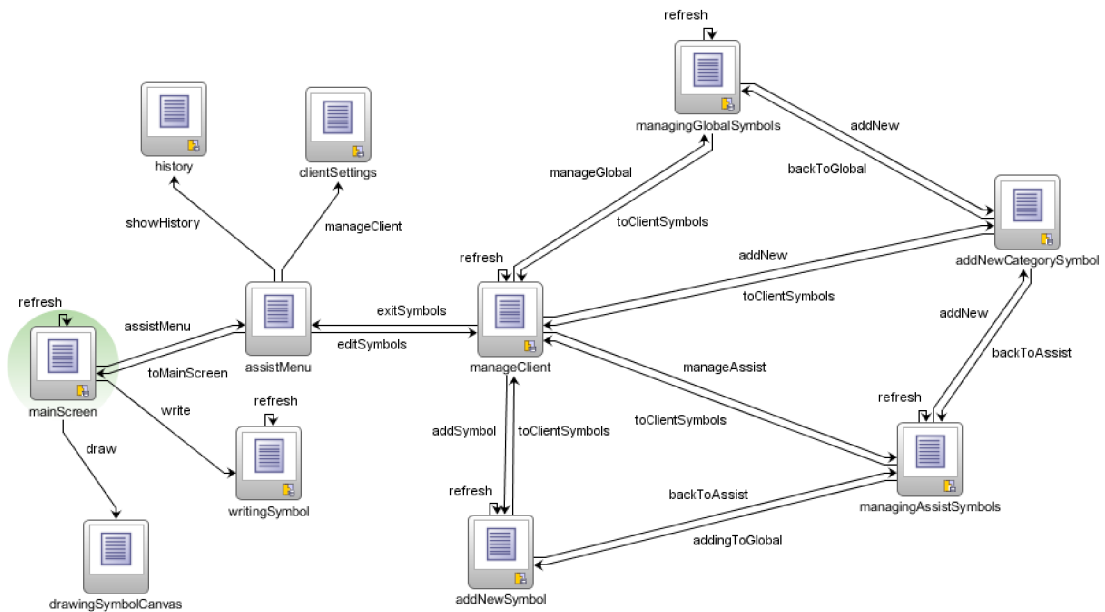 refresh
managingGlobalSymbols
history
clientSettings
addNew
manageGlobal
backToGlobal
showHistory
manageClient
toClientSymbols
refresh
addNew
addNewCategorySymbol
toClientSymbols
refresh
assistMenu
exitSymbols
editSymbols
addNew
toMainScreen
assistMenu
manageClient
manageAssist
backToAssist
mainScreen
write
refresh
refresh
toClientSymbols
draw
addSymbol
toClientSymbols
writingSymbol
refresh
backToAssist
managingAssistSymbols
addingToGlobal
drawingSymbolCanvas
addNewSymbol